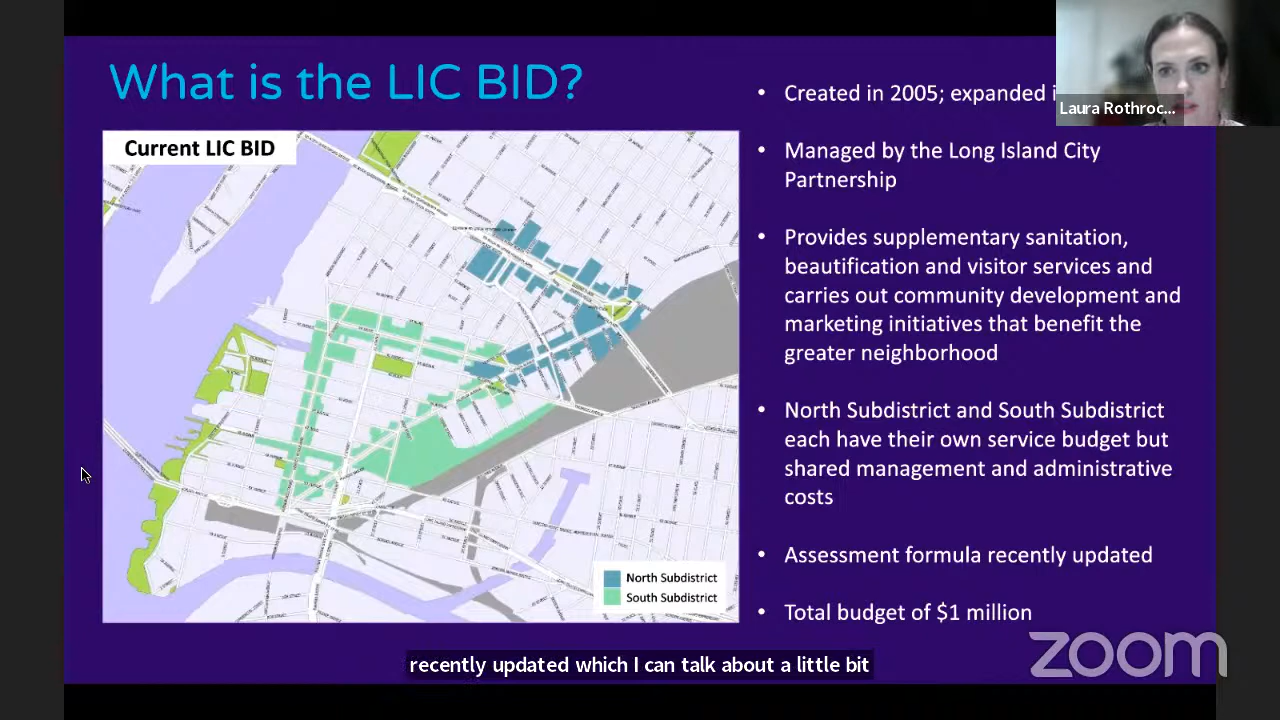 What is the LIC BID?
Current LIC BID
North Subdistrict
South Subdistrict
• Created in 2005; expanded i
Laura Rothroc...
• Managed by the Long Island City
Partnership
• Provides supplementary sanitation,
beautification and visitor services and
carries out community development and
marketing initiatives that benefit the
greater neighborhood
• North Subdistrict and South Subdistrict
each have their own service budget but
shared management and administrative
costs
• Assessment formula recently updated
• Total budget of $1 million
zoom
recently updated which I can talk about a little bit